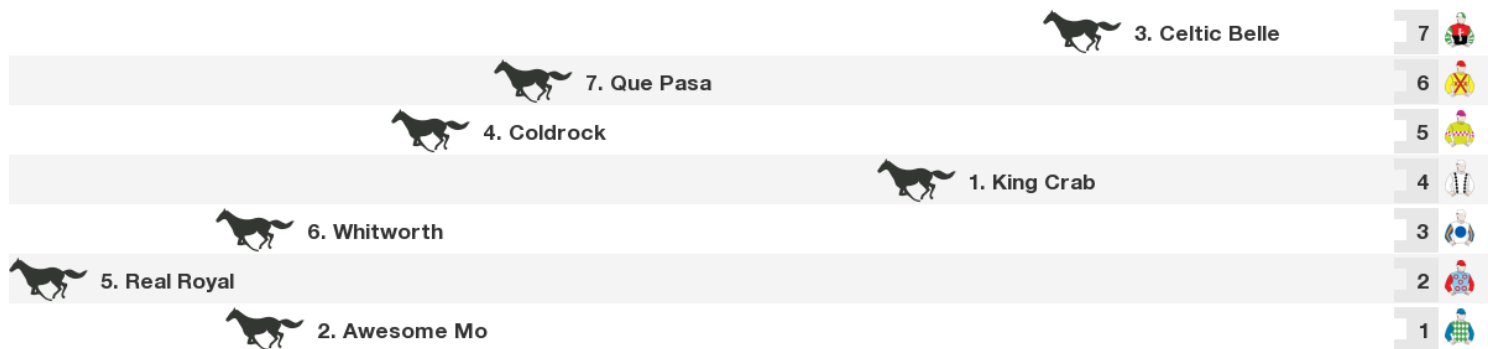 3. Celtic Belle 7
7. Que Pasa 6
4. Coldrock 5
1. King Crab 4
6. Whitworth 3
5. Real Royal 2
2. Awesome Mo 1